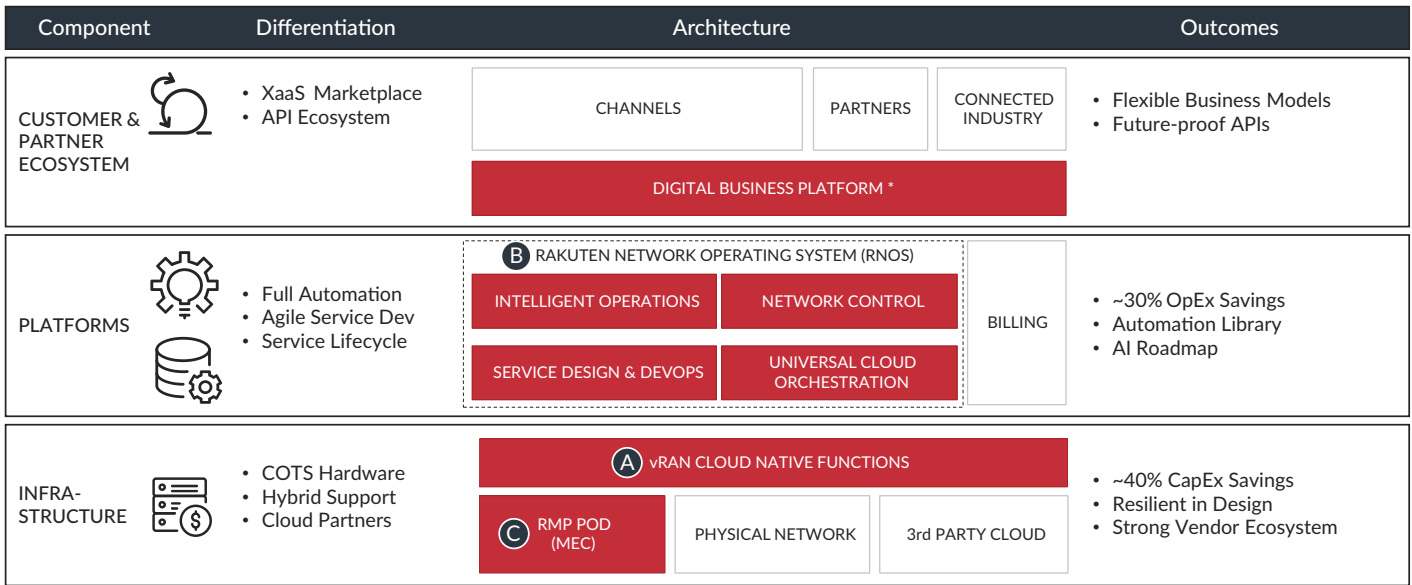 Component Differentiation Architecture Outcomes
CUSTOMER &
PARTNER
ECOSYSTEM
• XaaS Marketplace
• API Ecosystem
CHANNELS
PARTNERS
CONNECTED
INDUSTRY
DIGITAL BUSINESS PLATFORM *
• Flexible Business Models
• Future-proof APIs
PLATFORMS
• Full Automation
• Agile Service Dev
• Service Lifecycle
B RAKUTEN NETWORK OPERATING SYSTEM (RNOS)
INTELLIGENT OPERATIONS
NETWORK CONTROL
SERVICE DESIGN & DEVOPS
UNIVERSAL CLOUD
ORCHESTRATION
BILLING
• ~30% OpEx Savings
• Automation Library
• AI Roadmap
INFRA-
STRUCTURE
$
• COTS Hardware
• Hybrid Support
• Cloud Partners
A vRAN CLOUD NATIVE FUNCTIONS
C RMP POD
(MEC)
PHYSICAL NETWORK
3rd PARTY CLOUD
• ~40% CapEx Savings
• Resilient in Design
• Strong Vendor Ecosystem